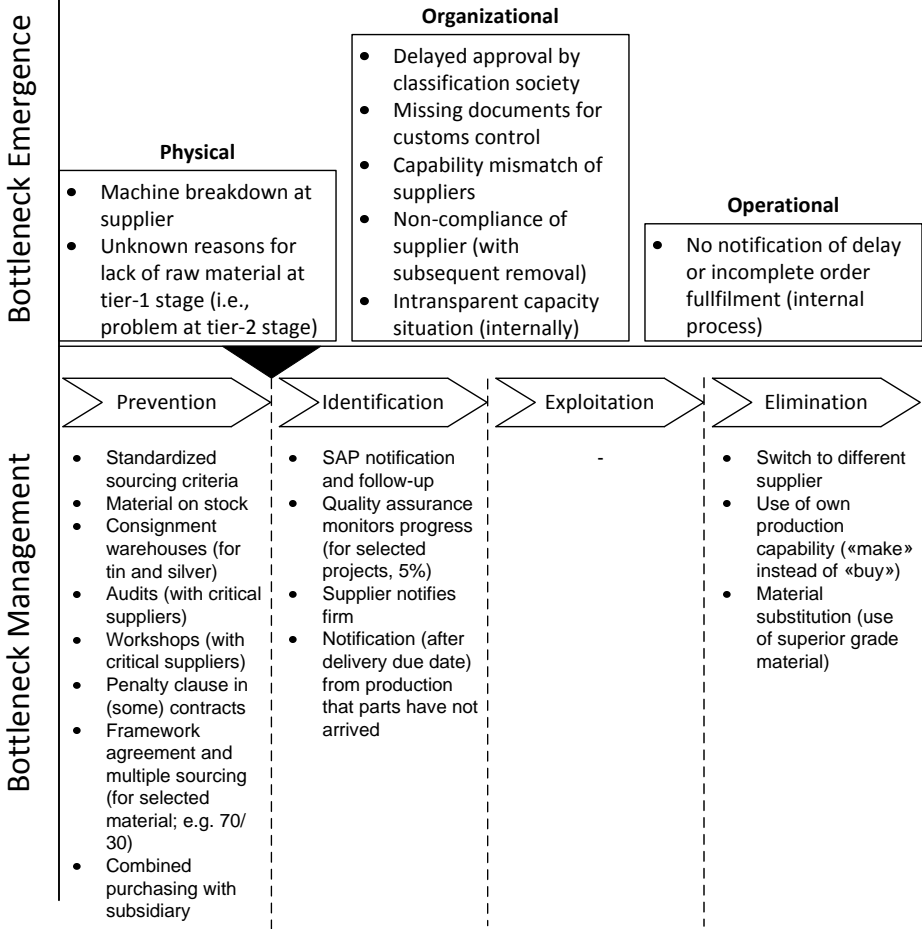 Bottleneck Emergence
Physical
• Machine breakdown at
supplier
• Unknown reasons for
lack of raw material at
tier-1 stage (i.e.,
problem at tier-2 stage)
Organizational
• Delayed approval by
classification society
• Missing documents for
customs control
• Capability mismatch of
suppliers
• Non-compliance of
supplier (with
subsequent removal)
• Intransparent capacity
situation (internally)
Operational
• No notification of delay
or incomplete order
fullfilment (internal
process)
Bottleneck Management
Prevention
• Standardized
sourcing criteria
• Material on stock
• Consignment
warehouses (for
tin and silver)
• Audits (with critical
suppliers)
• Workshops (with
critical suppliers)
• Penalty clause in
(some) contracts
• Framework
agreement and
multiple sourcing
(for selected
material; e.g. 70/
30)
• Combined
purchasing with
subsidiary
Identification
• SAP notification
and follow-up
• Quality assurance
monitors progress
(for selected
projects, 5%)
• Supplier notifies
firm
• Notification (after
delivery due date)
from production
that parts have not
arrived
Exploitation
-
Elimination
• Switch to different
supplier
• Use of own
production
capability («make»
instead of «buy»)
• Material
substitution (use
of superior grade
material)